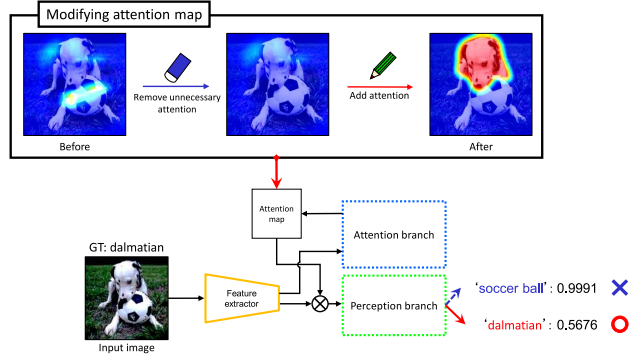 Modifying attention map
Remove unnecessary
attention
Add attention
Before
After
Attention
map
Attention branch
GT: dalmatian
Feature
extractor
Perception branch
'soccer ball' : 0.9991
'dalmatian' : 0.5676
Input image